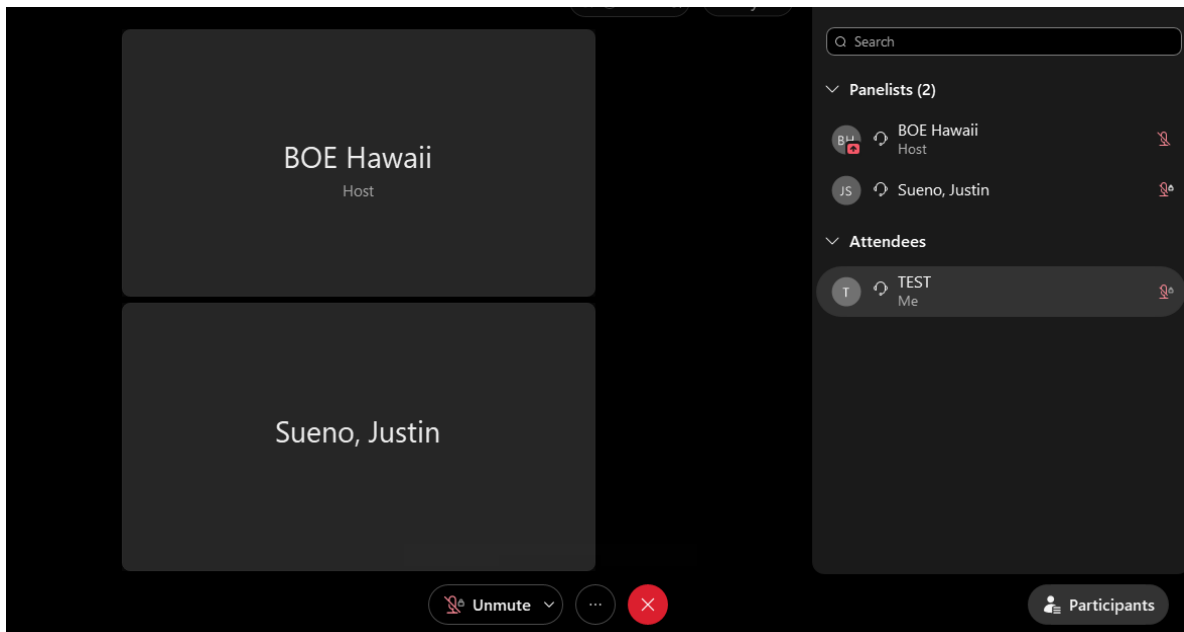 BOE Hawaii
Host
Sueno, Justin
Unmute
Search
Panelists (2)
BH
BOE Hawaii
Host
JS
Sueno, Justin
Attendees
T
TEST
Me
Participants